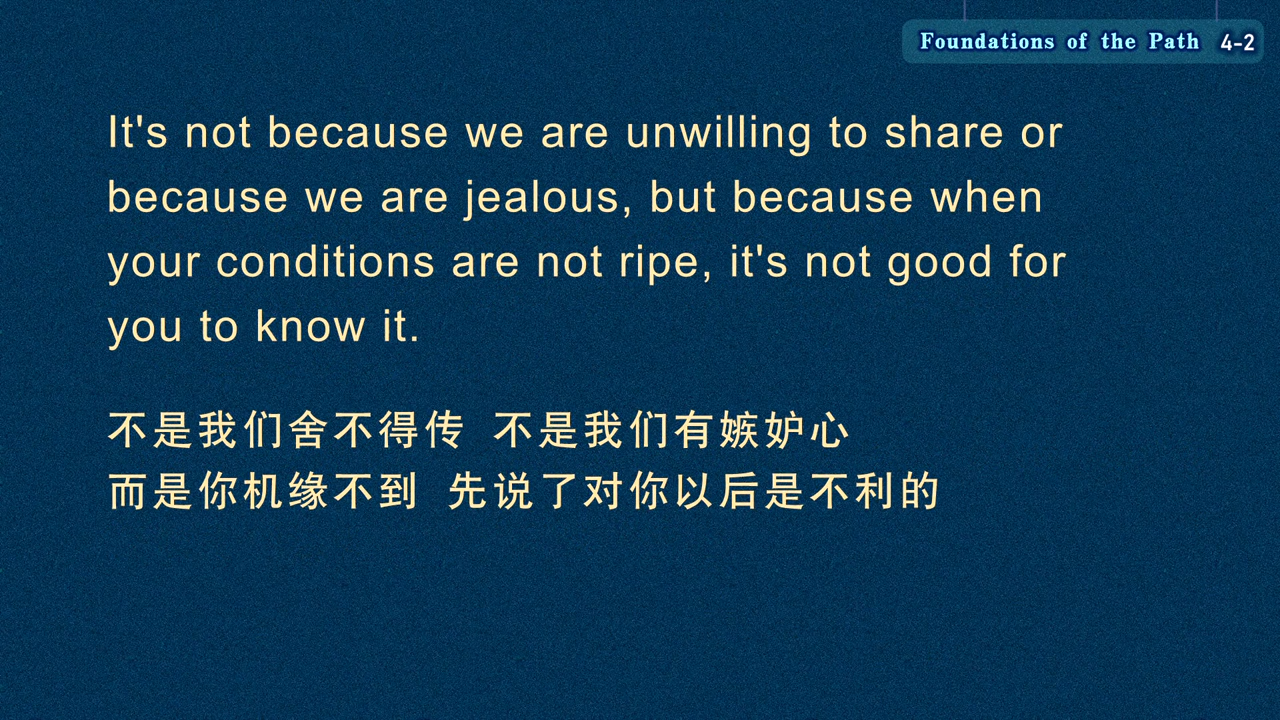 Foundations of the Path 4-2
It's not because we are unwilling to share or
because we are jealous, but because when
your conditions are not ripe, it's not good for
you to know it.
不是我们舍不得传 不是我们有嫉妒心
而是你机缘不到 先说了对你以后是不利的